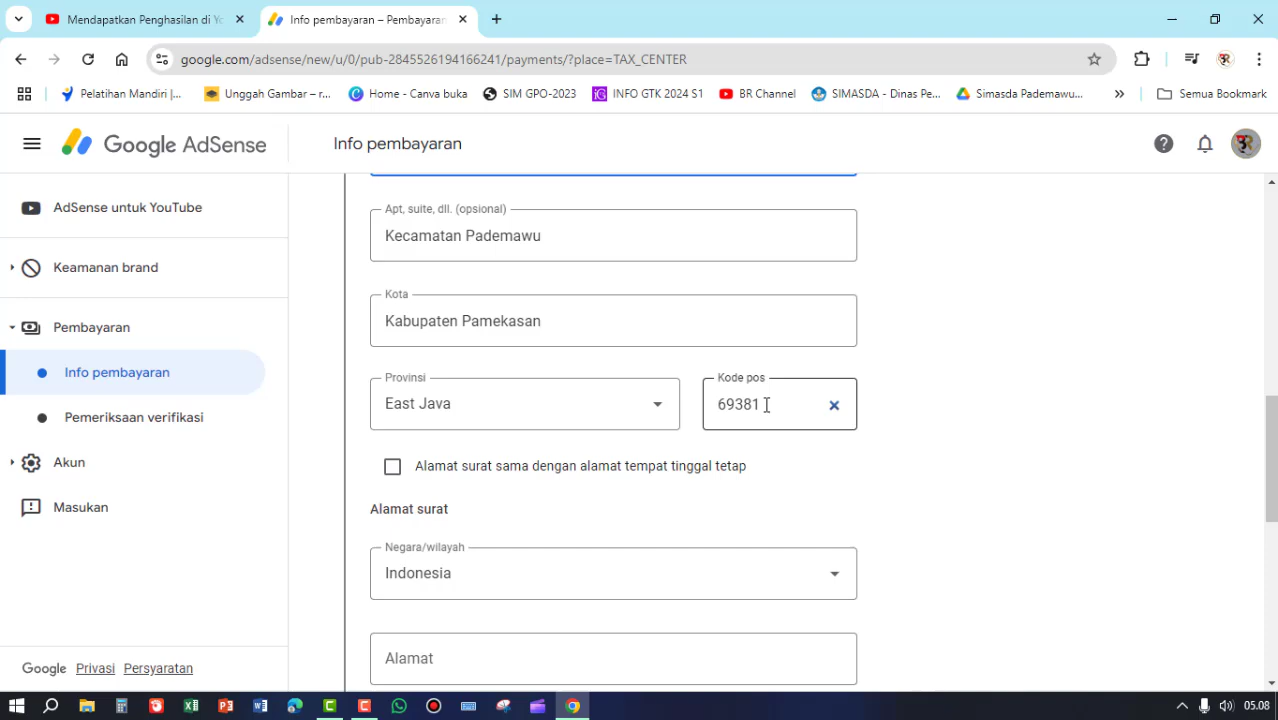 Mendapatkan Penghasilan di Yo
Info pembayaran – Pembayaran
google.com/adsense/new/u/0/pub-2845526194166241/payments/?place=TAX_CENTER
Pelatihan Mandiri |...
Unggah Gambar – r...
Home - Canva buka
SIM GPO-2023
INFO GTK 2024 S1
BR Channel
SIMASDA - Dinas Pe...
Simasda Pademawu...
»
Semua Bookmark
Google AdSense
Info pembayaran
AdSense untuk YouTube
Keamanan brand
Pembayaran
Info pembayaran
Pemeriksaan verifikasi
Akun
Masukan
Google Privasi Persyaratan
Apt, suite, dll. (opsional)
Kecamatan Pademawu
Kota
Kabupaten Pamekasan
Provinsi
East Java
Kode pos
69381
Alamat surat sama dengan alamat tempat tinggal tetap
Alamat surat
Negara/wilayah
Indonesia
Alamat
05.08